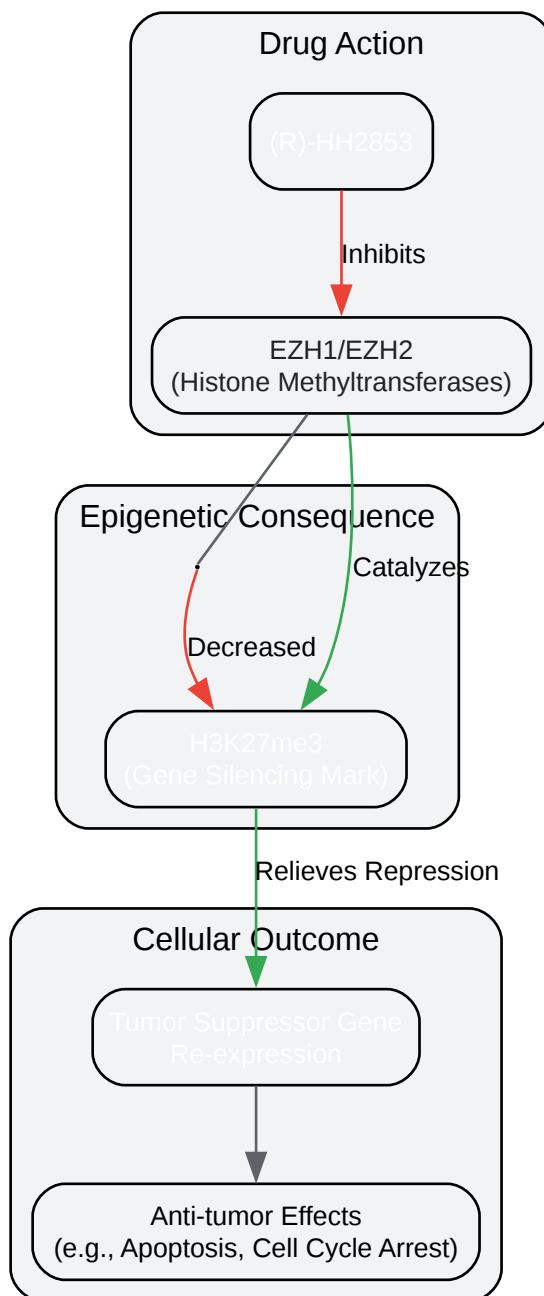 Drug Action
(R)-HH2853
Inhibits
EZH1/EZH2
(Histone Methyltransferases)
Epigenetic Consequence
Catalyzes
Decreased
H3K27me3
(Gene Silencing Mark)
Relieves Repression
Cellular Outcome
Tumor Suppressor Gene
Re-expression
Anti-tumor Effects
(e.g., Apoptosis, Cell Cycle Arrest)